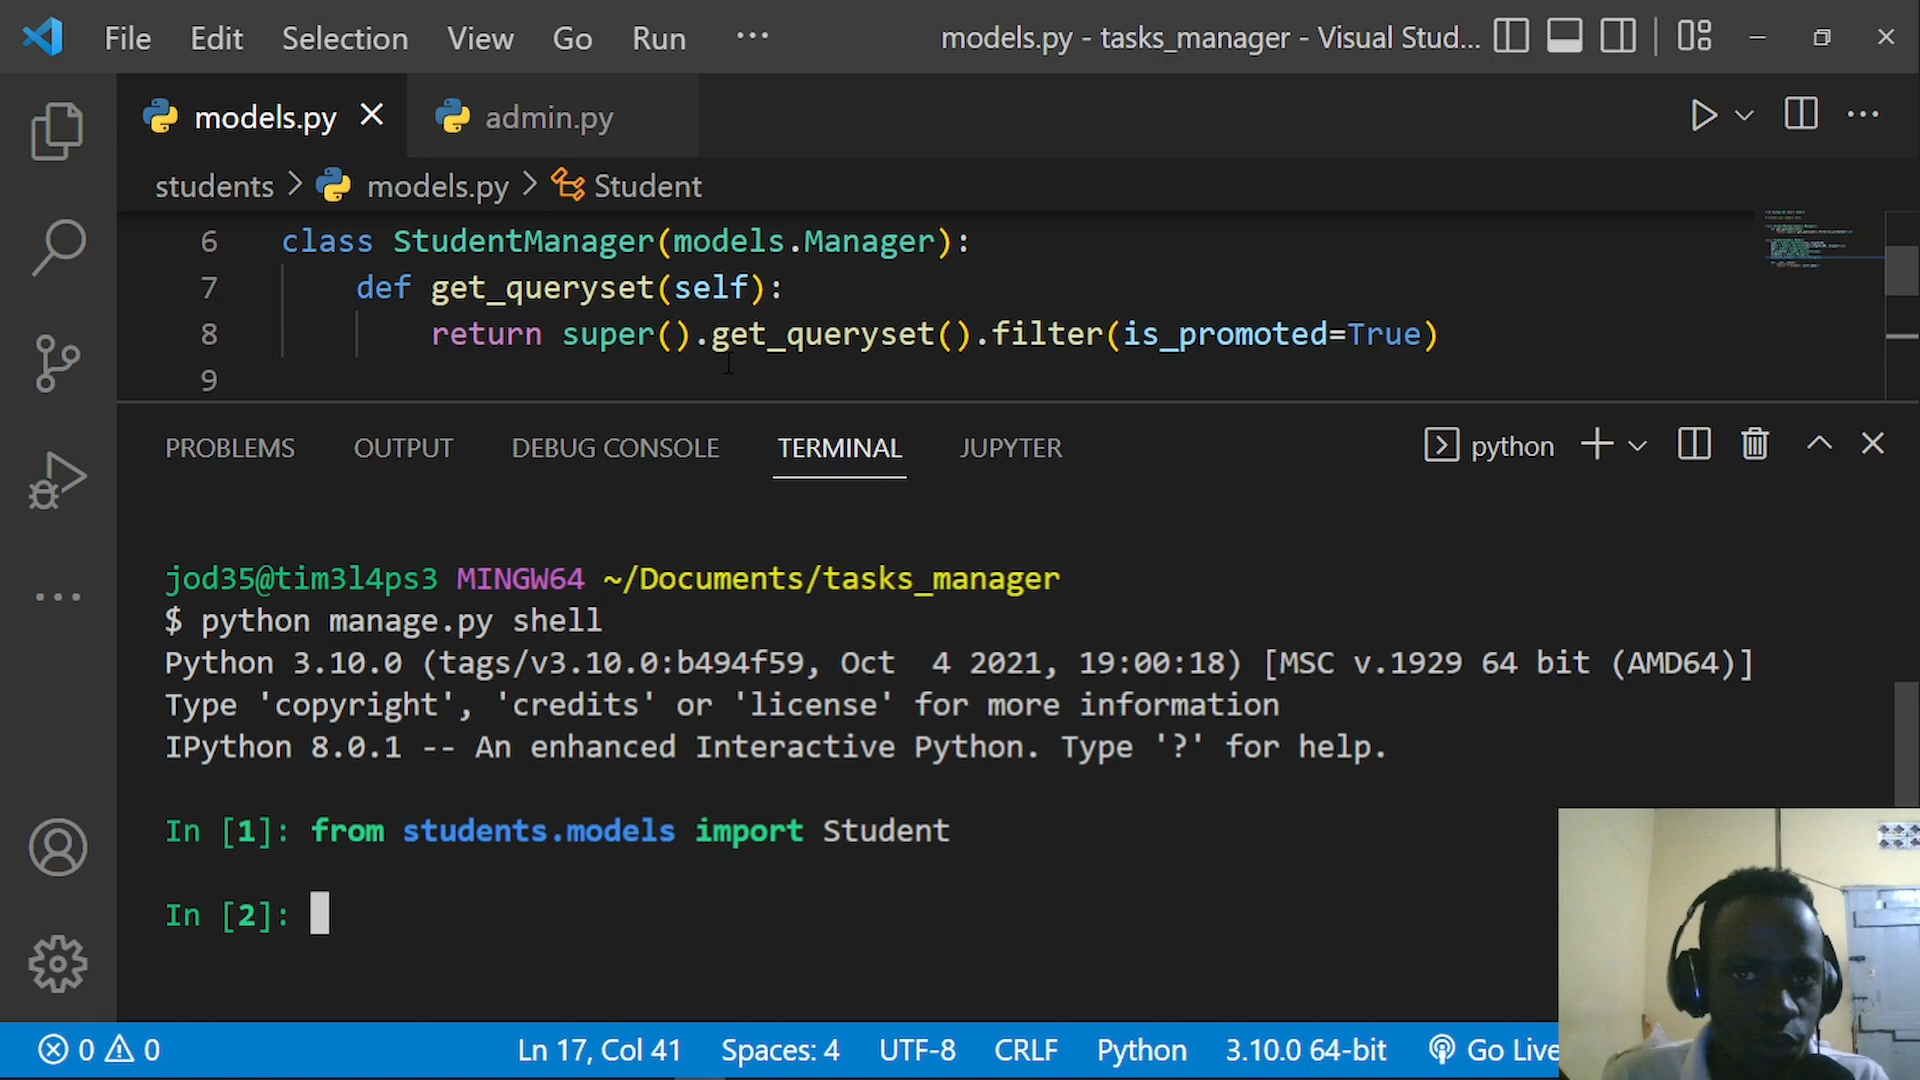 File Edit Selection View Go Run ... models.py - tasks_manager - Visual Stud...
models.py admin.py
students > models.py > Student
6 class StudentManager(models.Manager):
7 def get_queryset(self):
8 return super().get_queryset().filter(is_promoted=True)
9
PROBLEMS OUTPUT DEBUG CONSOLE TERMINAL JUPYTER python
jod35@tim3l4ps3 MINGW64 ~/Documents/tasks_manager
$ python manage.py shell
Python 3.10.0 (tags/v3.10.0:b494f59, Oct  4 2021, 19:00:18) [MSC v.1929 64 bit (AMD64)]
Type 'copyright', 'credits' or 'license' for more information
IPython 8.0.1 -- An enhanced Interactive Python. Type '?' for help.
In [1]: from students.models import Student
In [2]:
0 0 Ln 17, Col 41 Spaces: 4 UTF-8 CRLF Python 3.10.0 64-bit Go Live